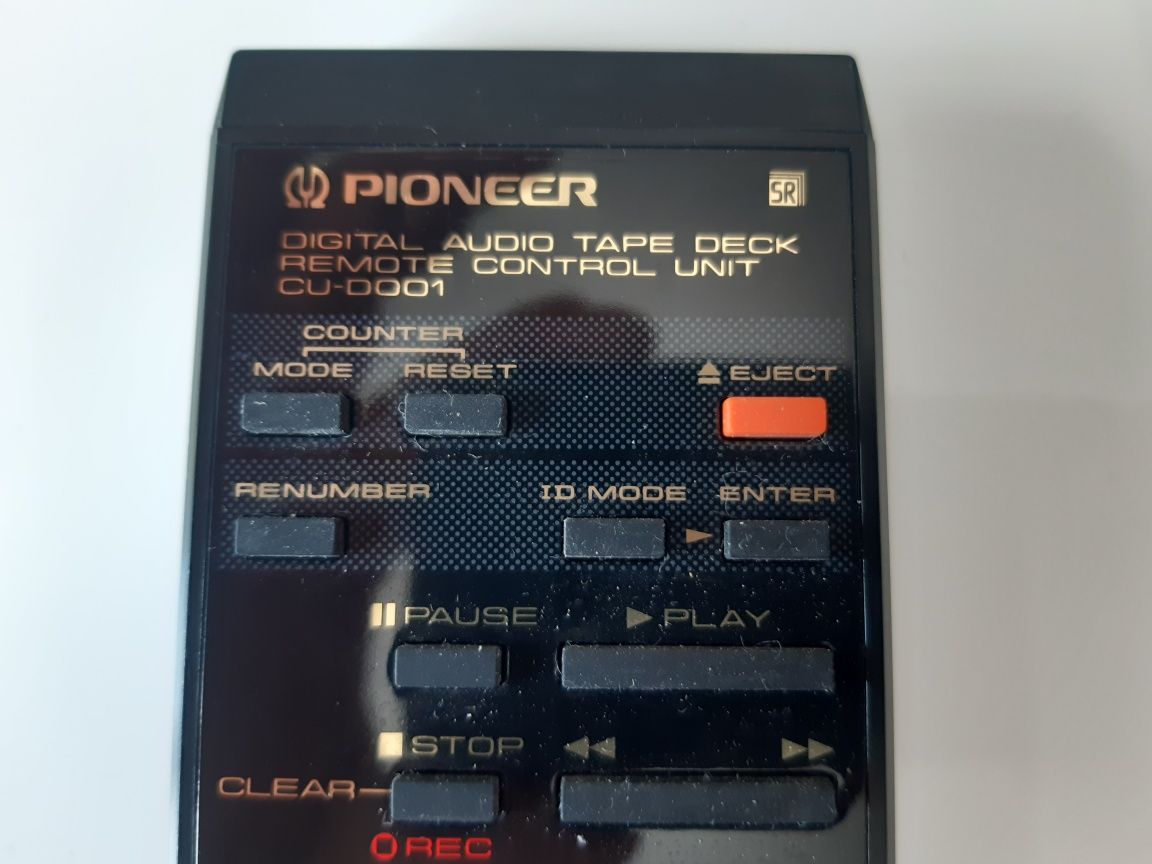 PIONEER SR
DIGITAL AUDIO TAPE DECK
REMOTE CONTROL UNIT
CU-D001
COUNTER
MODE RESET EJECT
RENUMBER ID MODE ENTER
PAUSE PLAY
STOP
CLEAR
REC